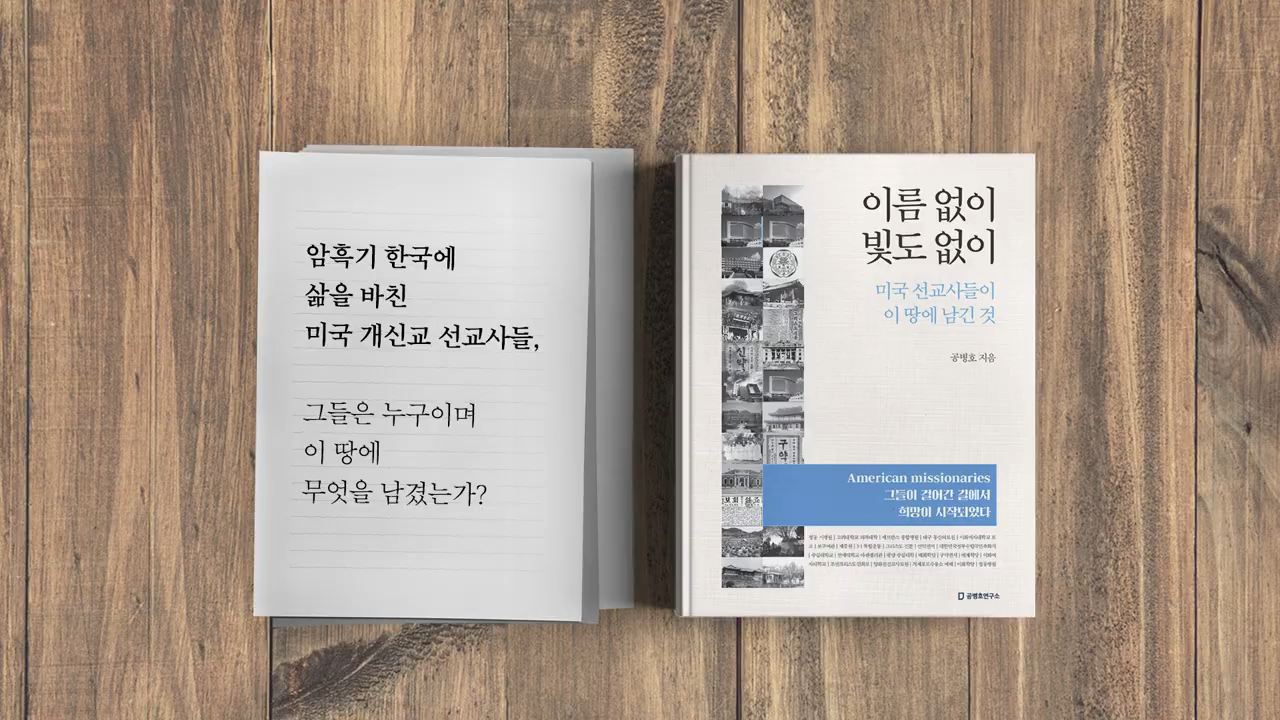 암흑기 한국에
삶을 바친
미국 개신교 선교사들,
그들은 누구이며
이 땅에
무엇을 남겼는가?
이름 없이
빛도 없이
미국 선교사들이
이 땅에 남긴 것
공병호 지음
구약
American missionaries
그들이 걸어간 길에서
희망이 시작되었다
공병호연구소